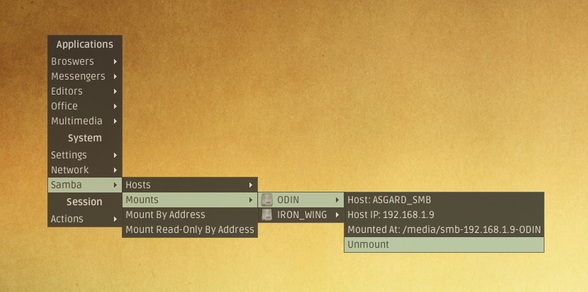 Applications
Broswers
Messengers
Editors
Office
Multimedia
System
Settings
Network
Samba
Session
Actions
Hosts
Mounts
Mount By Address
Mount Read-Only By Address
ODIN
IRON_WING
Host: ASGARD_SMB
Host IP: 192.168.1.9
Mounted At: /media/smb-192.168.1.9-ODIN
Unmount